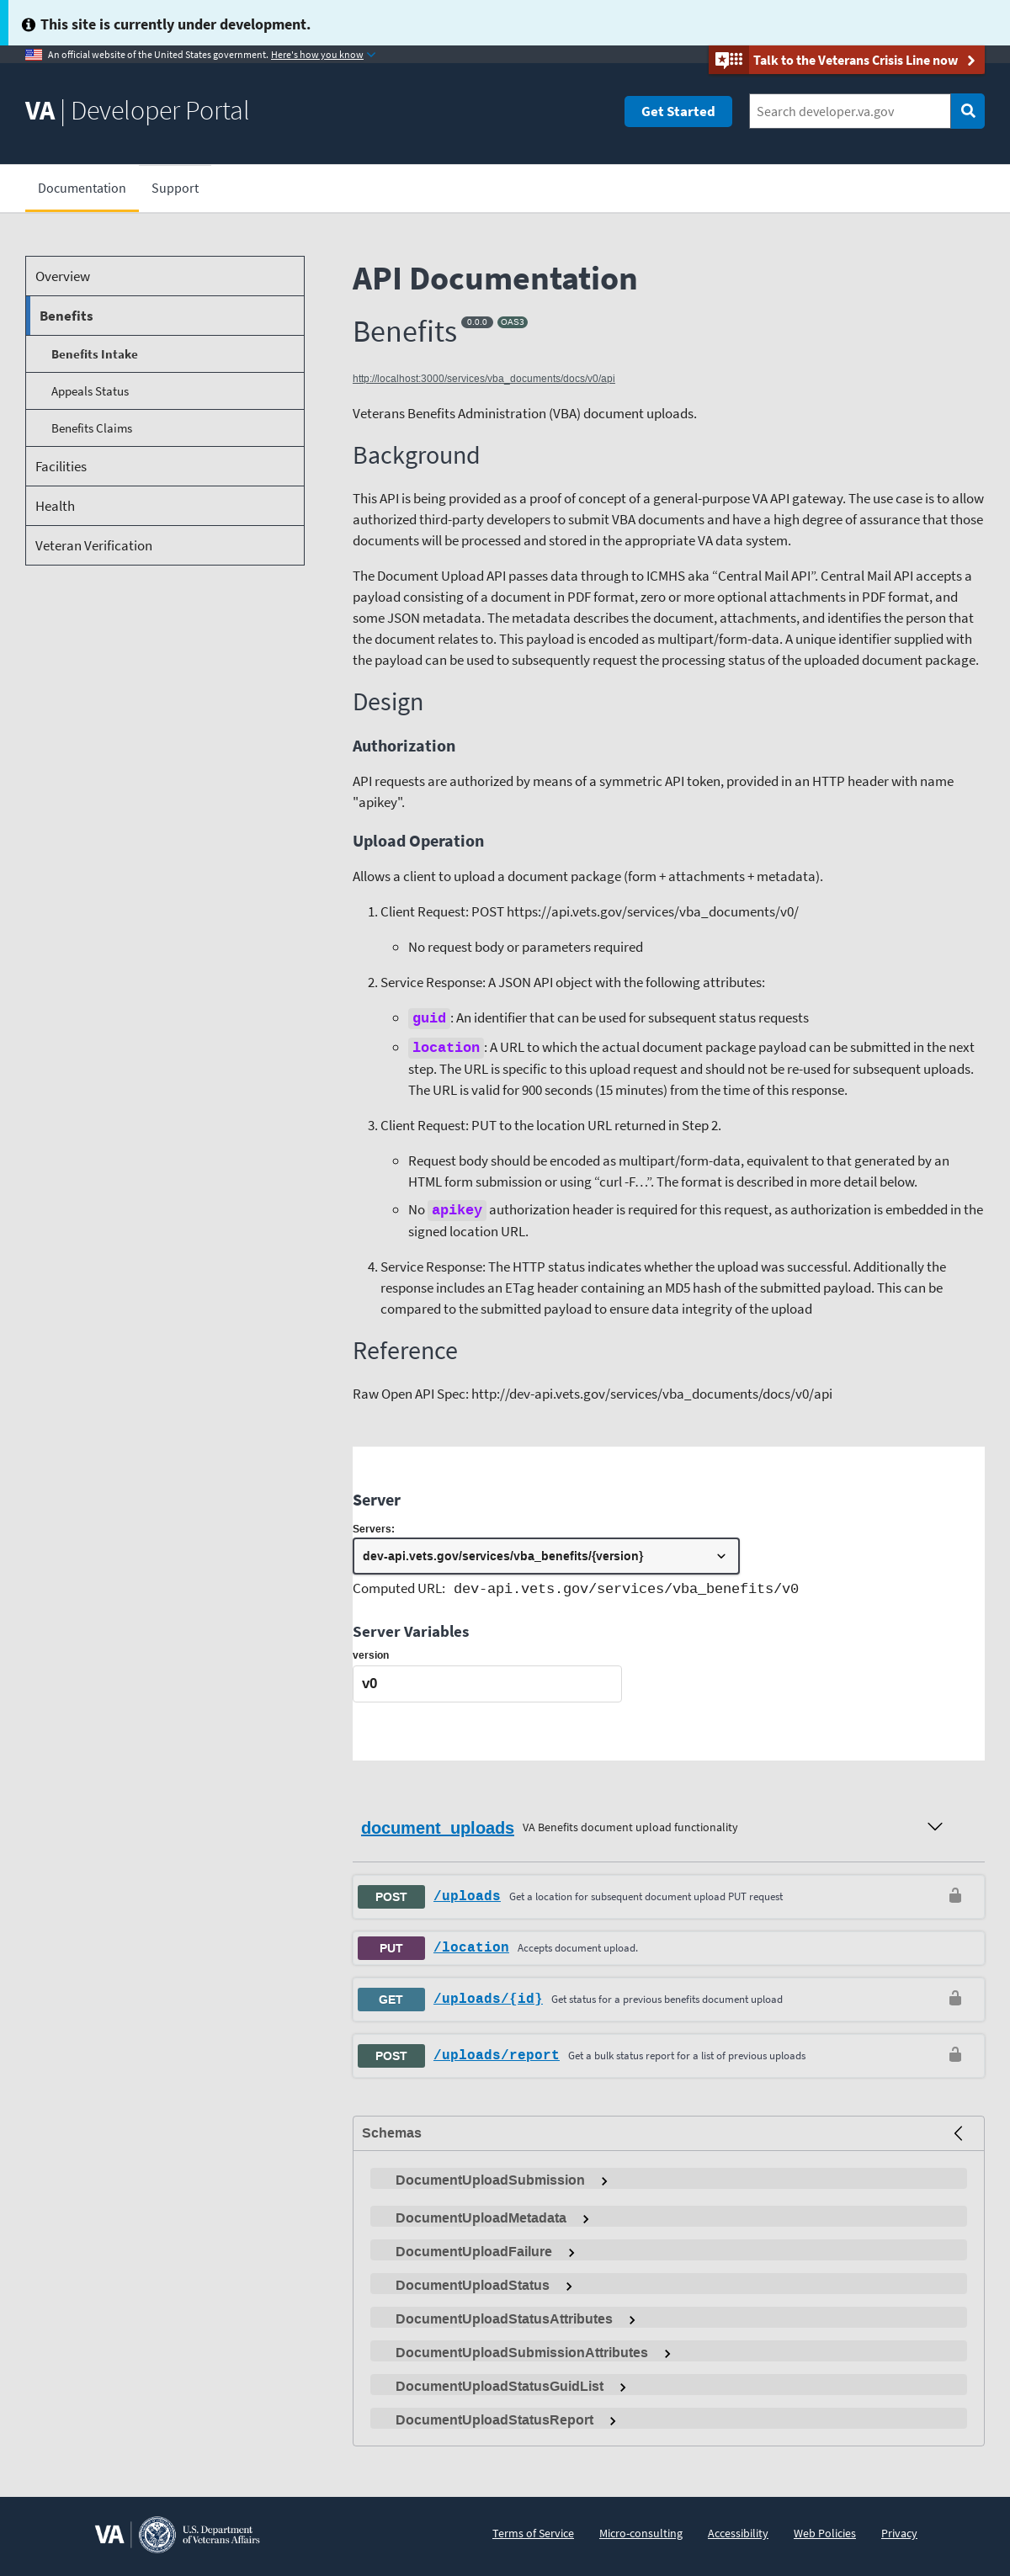 This site is currently under development.
An official website of the United States government. Here's how you know
Talk to the Veterans Crisis Line now
VA | Developer Portal
Get Started
Search developer.va.gov
Documentation
Support
Overview
Benefits
Benefits Intake
Appeals Status
Benefits Claims
Facilities
Health
Veteran Verification
API Documentation
Benefits 0.0.0 OAS3
http://localhost:3000/services/vba_documents/docs/v0/api
Veterans Benefits Administration (VBA) document uploads.
Background
This API is being provided as a proof of concept of a general-purpose VA API gateway. The use case is to allow
authorized third-party developers to submit VBA documents and have a high degree of assurance that those
documents will be processed and stored in the appropriate VA data system.
The Document Upload API passes data through to ICMHS aka “Central Mail API”. Central Mail API accepts a
payload consisting of a document in PDF format, zero or more optional attachments in PDF format, and
some JSON metadata. The metadata describes the document, attachments, and identifies the person that
the document relates to. This payload is encoded as multipart/form-data. A unique identifier supplied with
the payload can be used to subsequently request the processing status of the uploaded document package.
Design
Authorization
API requests are authorized by means of a symmetric API token, provided in an HTTP header with name
"apikey".
Upload Operation
Allows a client to upload a document package (form + attachments + metadata).
1. Client Request: POST https://api.vets.gov/services/vba_documents/v0/
No request body or parameters required
2. Service Response: A JSON API object with the following attributes:
guid : An identifier that can be used for subsequent status requests
location : A URL to which the actual document package payload can be submitted in the next
step. The URL is specific to this upload request and should not be re-used for subsequent uploads.
The URL is valid for 900 seconds (15 minutes) from the time of this response.
3. Client Request: PUT to the location URL returned in Step 2.
Request body should be encoded as multipart/form-data, equivalent to that generated by an
HTML form submission or using “curl -F…”. The format is described in more detail below.
No apikey authorization header is required for this request, as authorization is embedded in the
signed location URL.
4. Service Response: The HTTP status indicates whether the upload was successful. Additionally the
response includes an ETag header containing an MD5 hash of the submitted payload. This can be
compared to the submitted payload to ensure data integrity of the upload
Reference
Raw Open API Spec: http://dev-api.vets.gov/services/vba_documents/docs/v0/api
Server
Servers:
dev-api.vets.gov/services/vba_benefits/{version}
Computed URL: dev-api.vets.gov/services/vba_benefits/v0
Server Variables
version
v0
document_uploads VA Benefits document upload functionality
POST /uploads Get a location for subsequent document upload PUT request
PUT /location Accepts document upload.
GET /uploads/{id} Get status for a previous benefits document upload
POST /uploads/report Get a bulk status report for a list of previous uploads
Schemas
DocumentUploadSubmission
DocumentUploadMetadata
DocumentUploadFailure
DocumentUploadStatus
DocumentUploadStatusAttributes
DocumentUploadSubmissionAttributes
DocumentUploadStatusGuidList
DocumentUploadStatusReport
VA U.S. Department
of Veterans Affairs
Terms of Service
Micro-consulting
Accessibility
Web Policies
Privacy